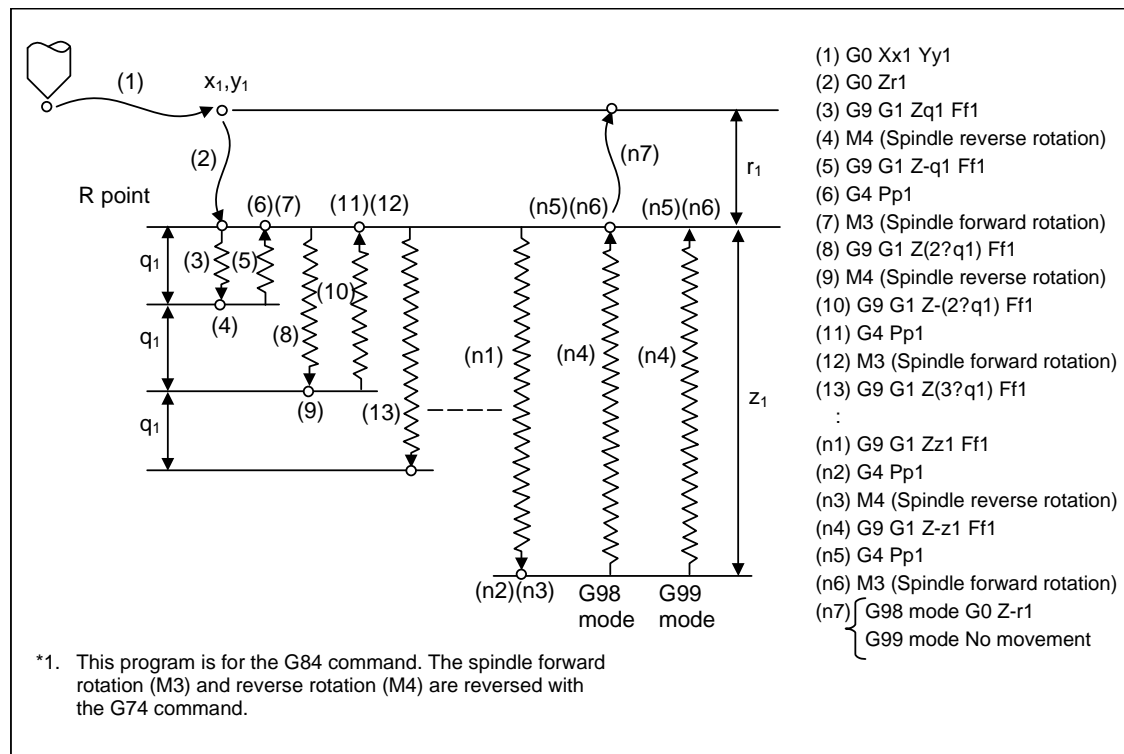 (1)
x1,y1
(2)
(n7)
r1
R point
(6)(7)
(11)(12)
(n5)(n6)
(n5)(n6)
q1
(3)
(5)
(10)
(4)
q1
(8)
(n1)
(n4)
(n4)
z1
(9)
(13)
q1
(n2)(n3)
G98
mode
G99
mode
(1) G0 Xx1 Yy1
(2) G0 Zr1
(3) G9 G1 Zq1 Ff1
(4) M4 (Spindle reverse rotation)
(5) G9 G1 Z-q1 Ff1
(6) G4 Pp1
(7) M3 (Spindle forward rotation)
(8) G9 G1 Z(2?q1) Ff1
(9) M4 (Spindle reverse rotation)
(10) G9 G1 Z-(2?q1) Ff1
(11) G4 Pp1
(12) M3 (Spindle forward rotation)
(13) G9 G1 Z(3?q1) Ff1
:
(n1) G9 G1 Zz1 Ff1
(n2) G4 Pp1
(n3) M4 (Spindle reverse rotation)
(n4) G9 G1 Z-z1 Ff1
(n5) G4 Pp1
(n6) M3 (Spindle forward rotation)
(n7) G98 mode G0 Z-r1
G99 mode No movement
*1. This program is for the G84 command. The spindle forward
rotation (M3) and reverse rotation (M4) are reversed with
the G74 command.